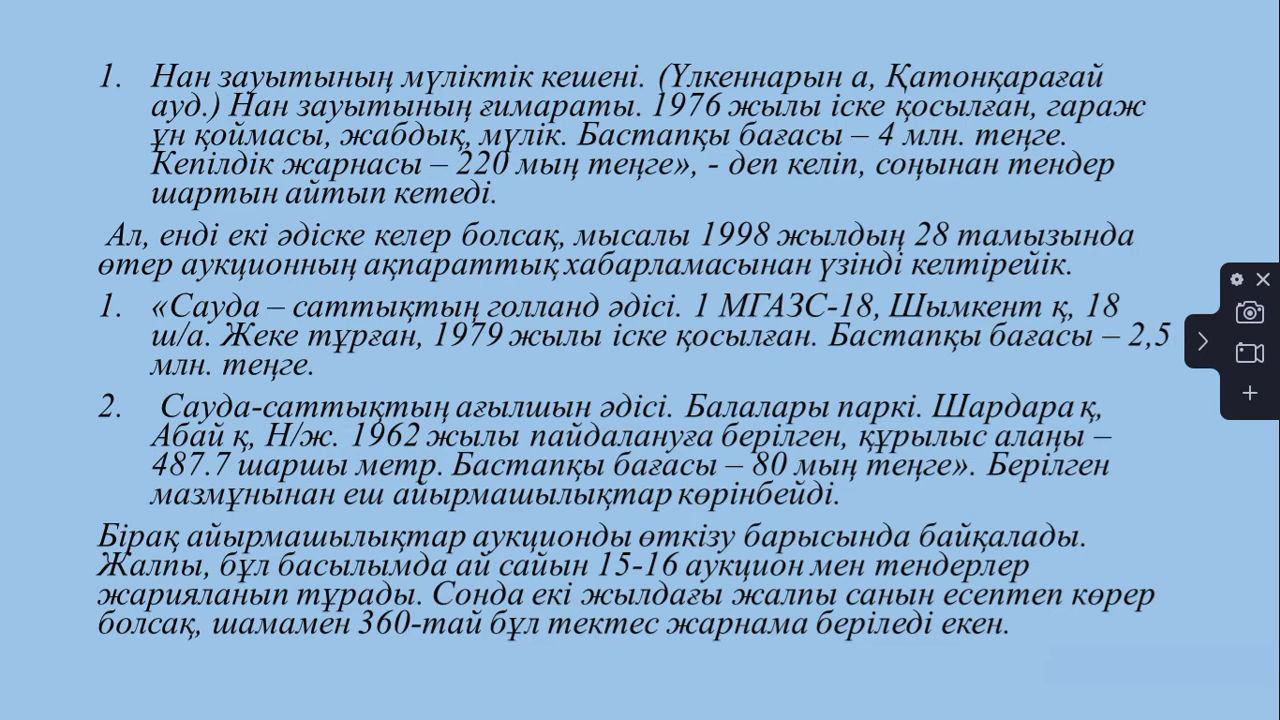 1. Нан зауытының мүліктік кешені. (Үлкеннарын а, Қатонқарағай
ауд.) Нан зауытының ғимараты. 1976 жылы іске қосылған, гараж
ұн қоймасы, жабдық, мүлік. Бастапқы бағасы – 4 млн. теңге.
Кепілдік жарнасы – 220 мың теңге», - деп келіп, соңынан тендер
шартын айтып кетеді.
Ал, енді екі әдіске келер болсақ, мысалы 1998 жылдың 28 тамызында
өтер аукционның ақпараттық хабарламасынан үзінді келтірейік.
1. «Сауда – саттықтың голланд әдісі. 1 МГАЗС-18, Шымкент қ, 18
ш/а. Жеке тұрған, 1979 жылы іске қосылған. Бастапқы бағасы – 2,5
млн. теңге.
2. Сауда-саттықтың ағылшын әдісі. Балалары паркі. Шардара қ,
Абай қ, Н/ж. 1962 жылы пайдалануға берілген, құрылыс алаңы –
487.7 шаршы метр. Бастапқы бағасы – 80 мың теңге». Берілген
мазмұнынан еш айырмашылықтар көрінбейді.
Бірақ айырмашылықтар аукционды өткізу барысында байқалады.
Жалпы, бұл басылымда ай сайын 15-16 аукцион мен тендерлер
жарияланып тұрады. Сонда екі жылдағы жалпы санын есептеп көрер
болсақ, шамамен 360-тай бұл тектес жарнама беріледі екен.